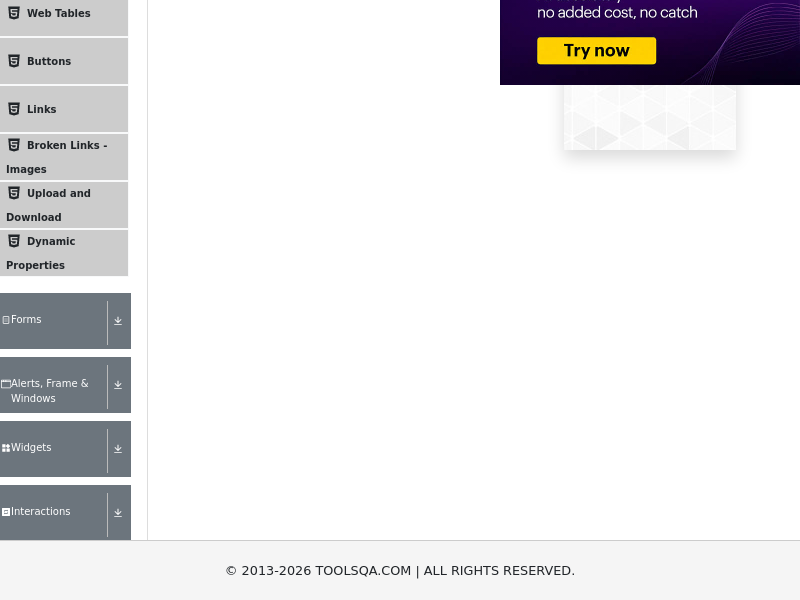 Web Tables
Buttons
Links
Broken Links -
Images
Upload and
Download
Dynamic
Properties
Forms
Alerts, Frame &
Windows
Widgets
Interactions
no added cost, no catch
Try now
© 2013-2026 TOOLSQA.COM | ALL RIGHTS RESERVED.